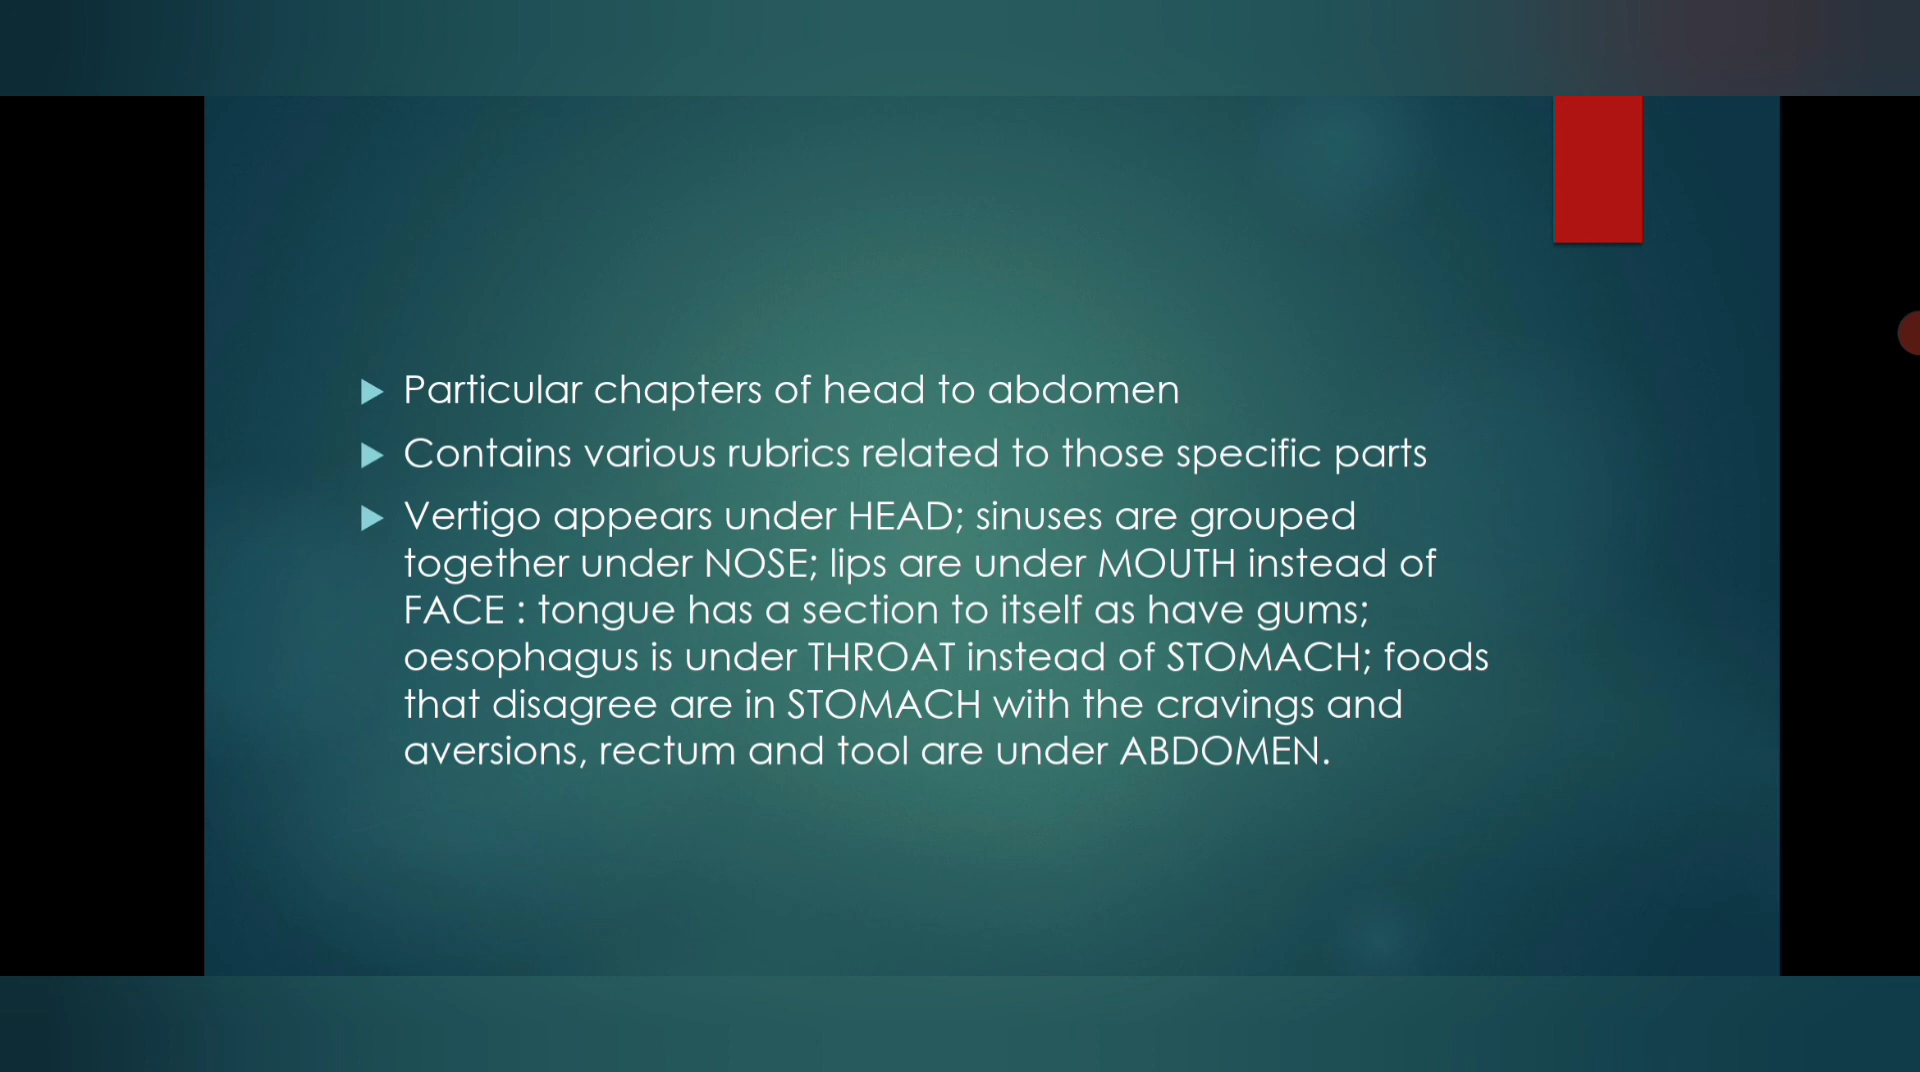 Particular chapters of head to abdomen
Contains various rubrics related to those specific parts
Vertigo appears under HEAD; sinuses are grouped
together under NOSE; lips are under MOUTH instead of
FACE : tongue has a section to itself as have gums;
oesophagus is under THROAT instead of STOMACH; foods
that disagree are in STOMACH with the cravings and
aversions, rectum and tool are under ABDOMEN.